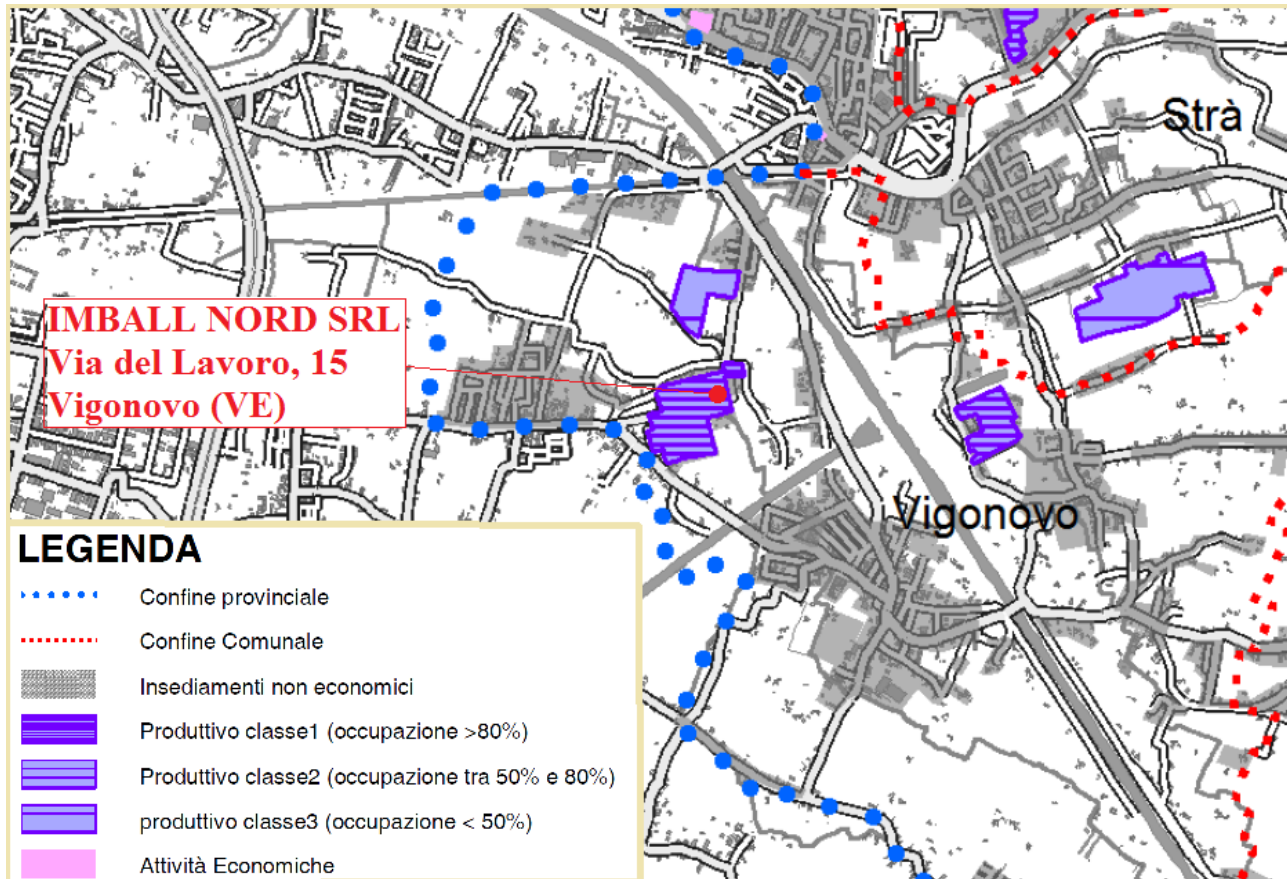 Strà
IMBALL NORD SRL
Via del Lavoro, 15
Vigonovo (VE)
Vigonovo
LEGENDA
Confine provinciale
Confine Comunale
Insediamenti non economici
Produttivo classe1 (occupazione >80%)
Produttivo classe2 (occupazione tra 50% e 80%)
produttivo classe3 (occupazione < 50%)
Attività Economiche